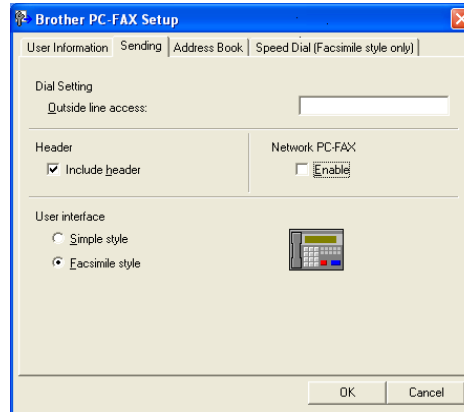 Brother PC-FAX Setup
User Information Sending Address Book Speed Dial (Facsimile style only)
Dial Setting
Outside line access:
Header Network PC-FAX
Include header Enable
User interface
Simple style
Facsimile style
OK Cancel